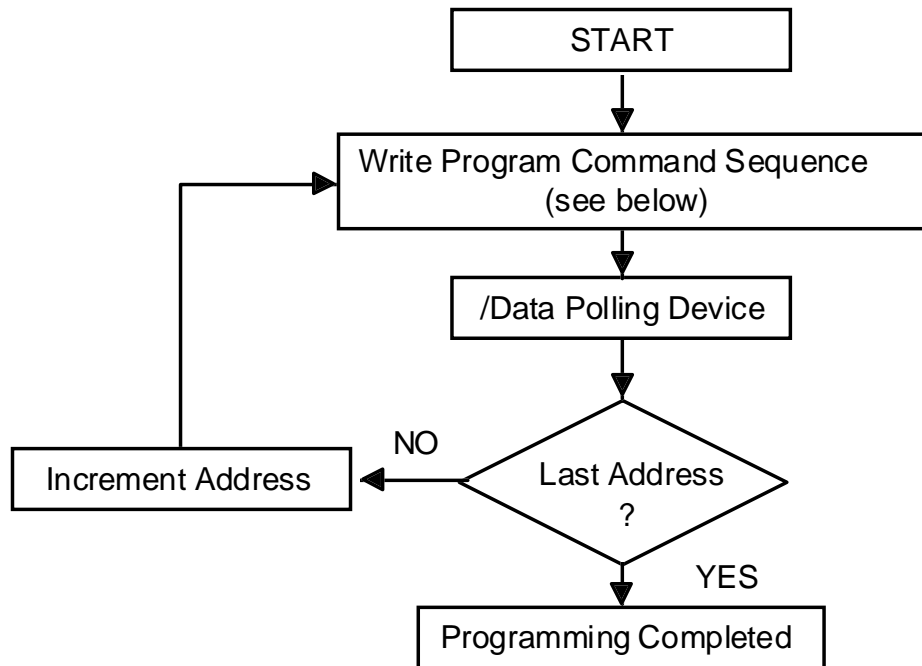 START
Write Program Command Sequence
(see below)
/Data Polling Device
NO
Increment Address
Last Address
?
YES
Programming Completed